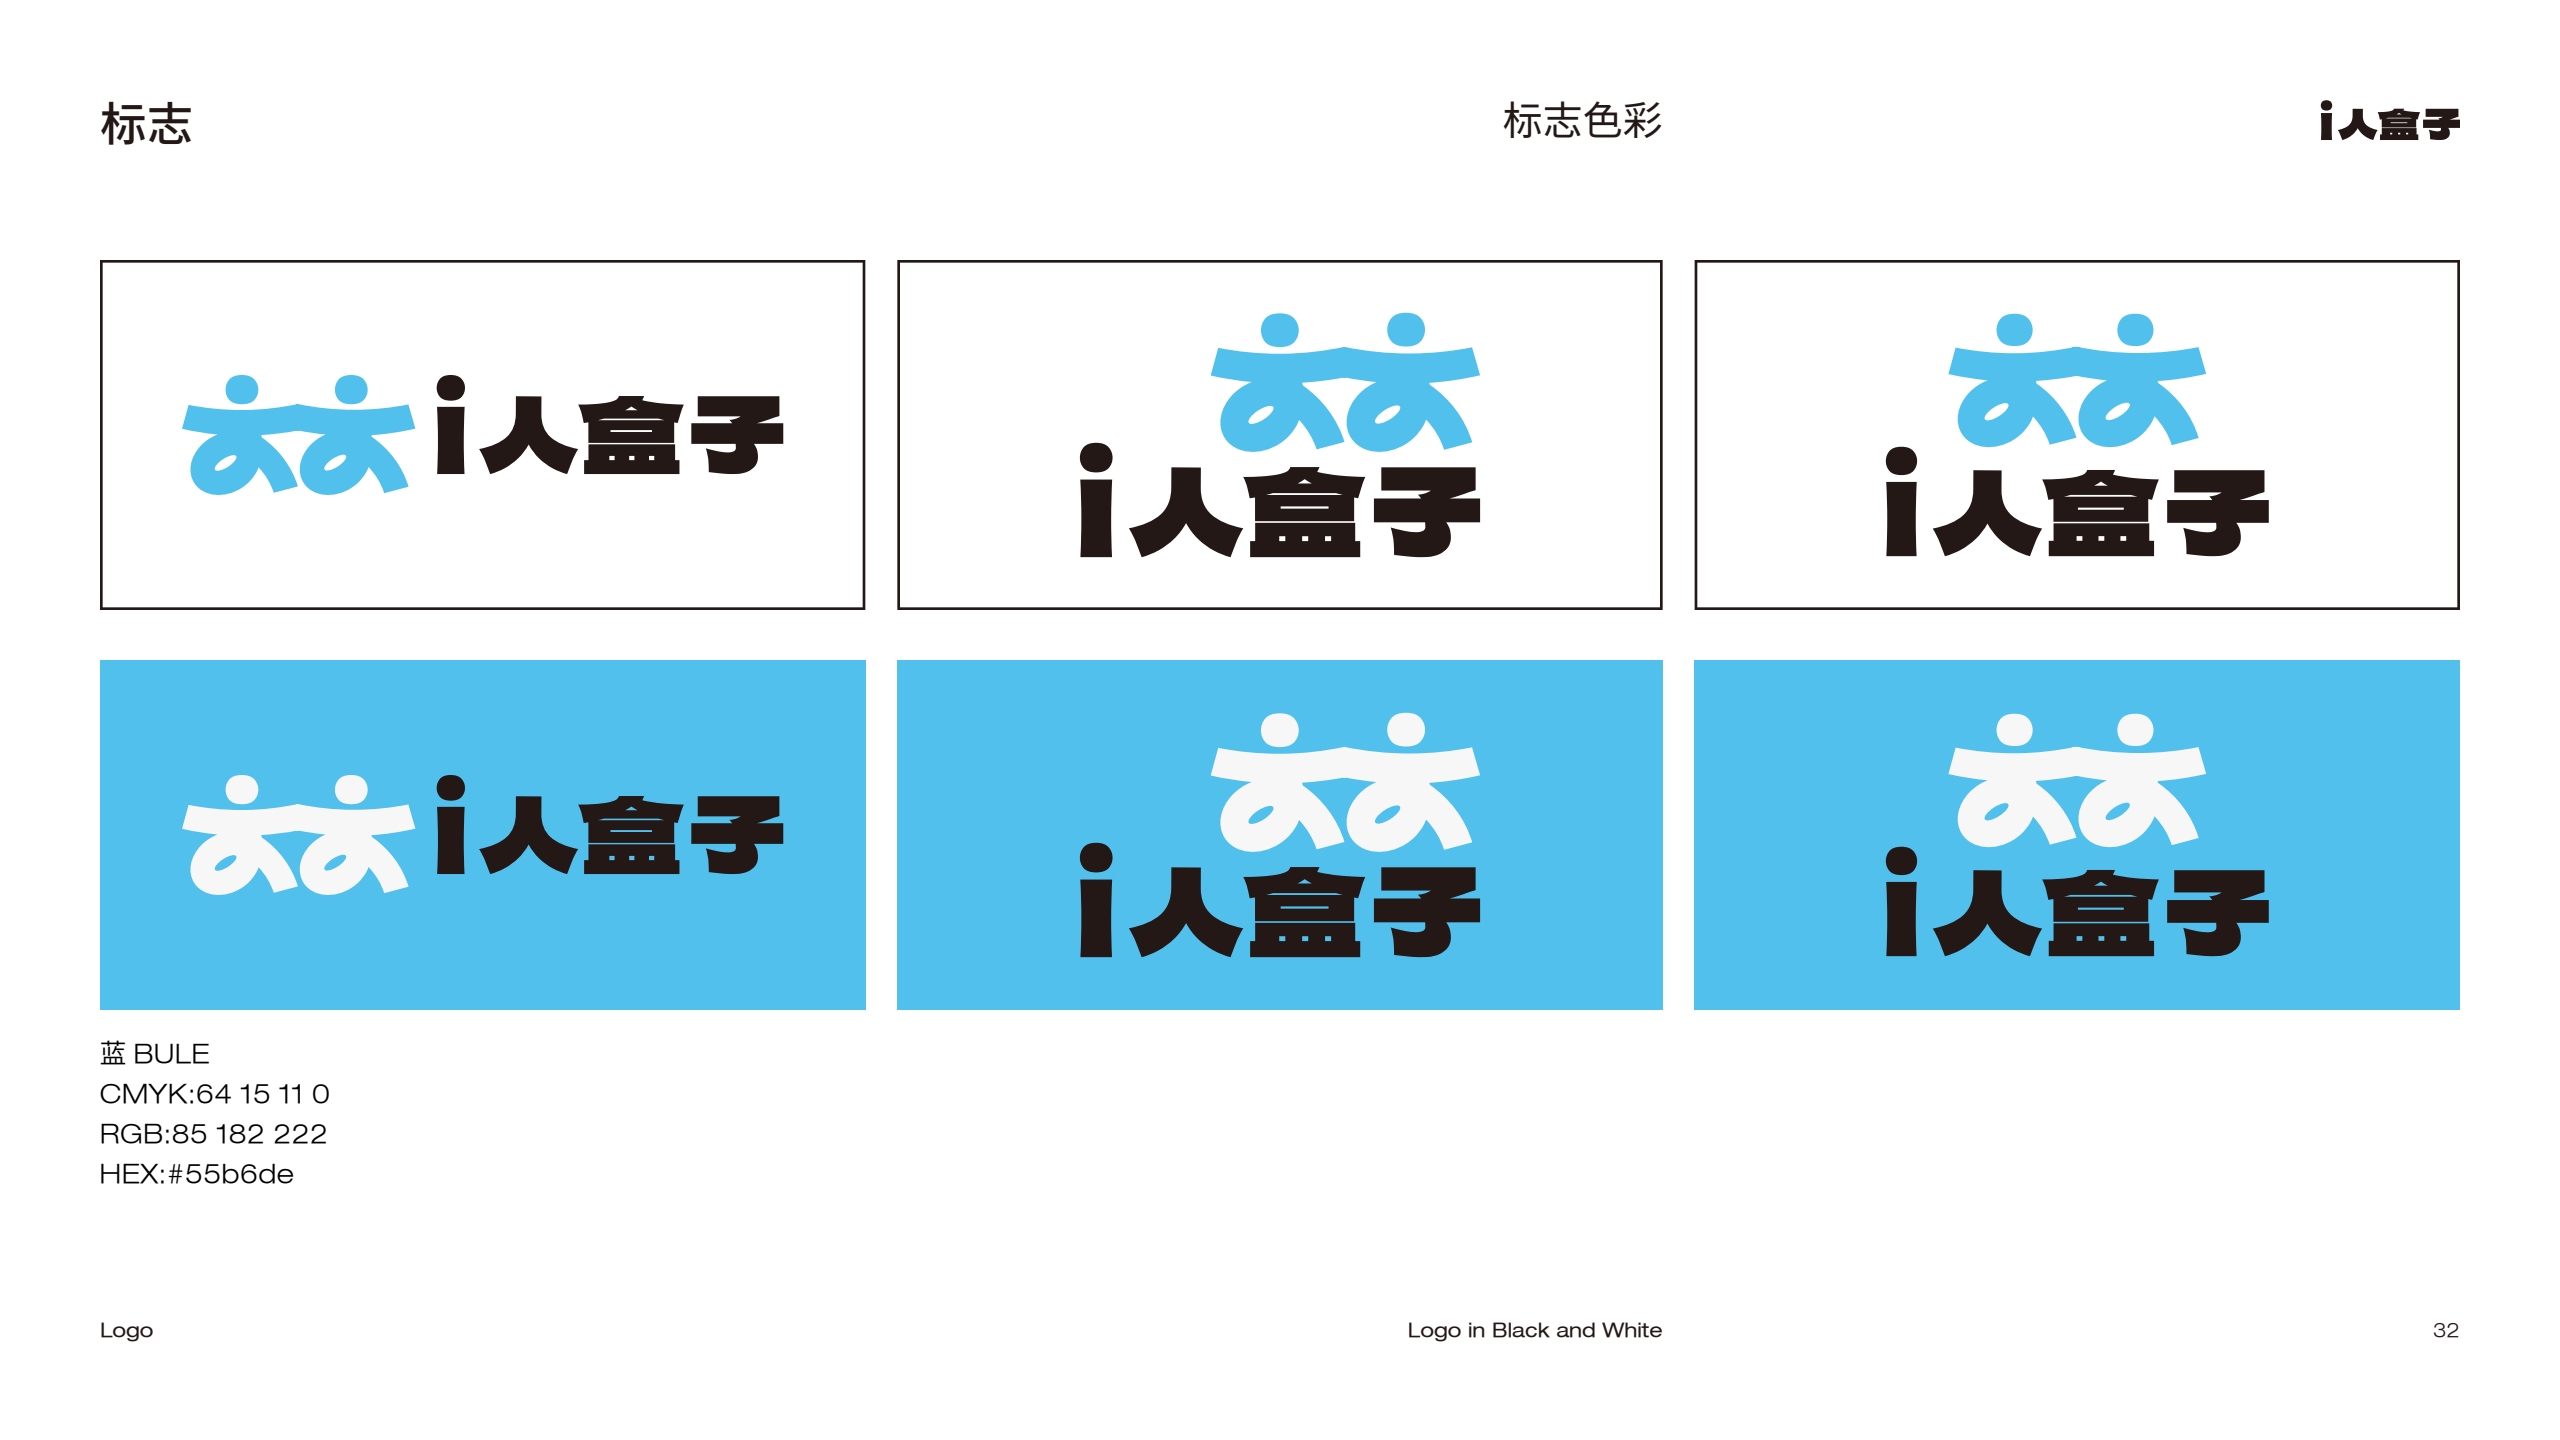 标志
标志色彩
i人盒子
i人盒子
i人盒子
i人盒子
i人盒子
i人盒子
i人盒子
蓝 BULE
CMYK:64 15 11 0
RGB:85 182 222
HEX:#55b6de
Logo
Logo in Black and White
32